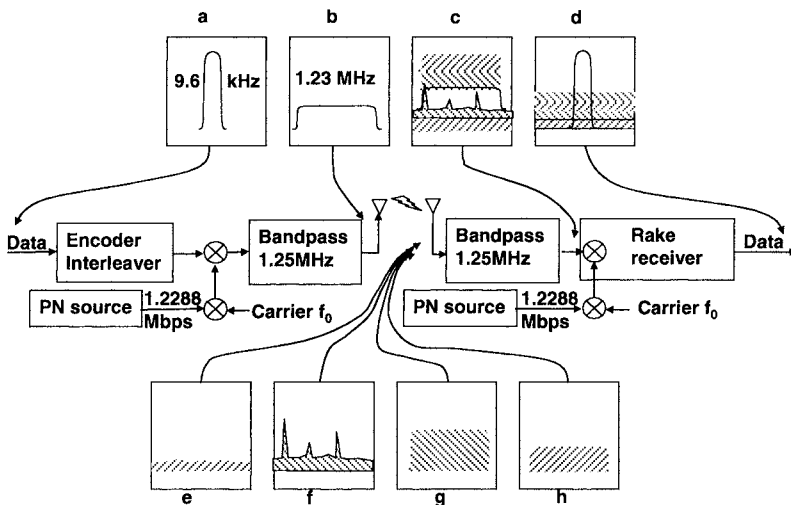 a
b
c
d
9.6 kHz
1.23 MHz
Data
Encoder
Interleaver
Bandpass
1.25MHz
Bandpass
1.25MHz
Rake
receiver
Data
PN source
1.2288
Mbps
Carrier f0
PN source
1.2288
Mbps
Carrier f0
e
f
g
h